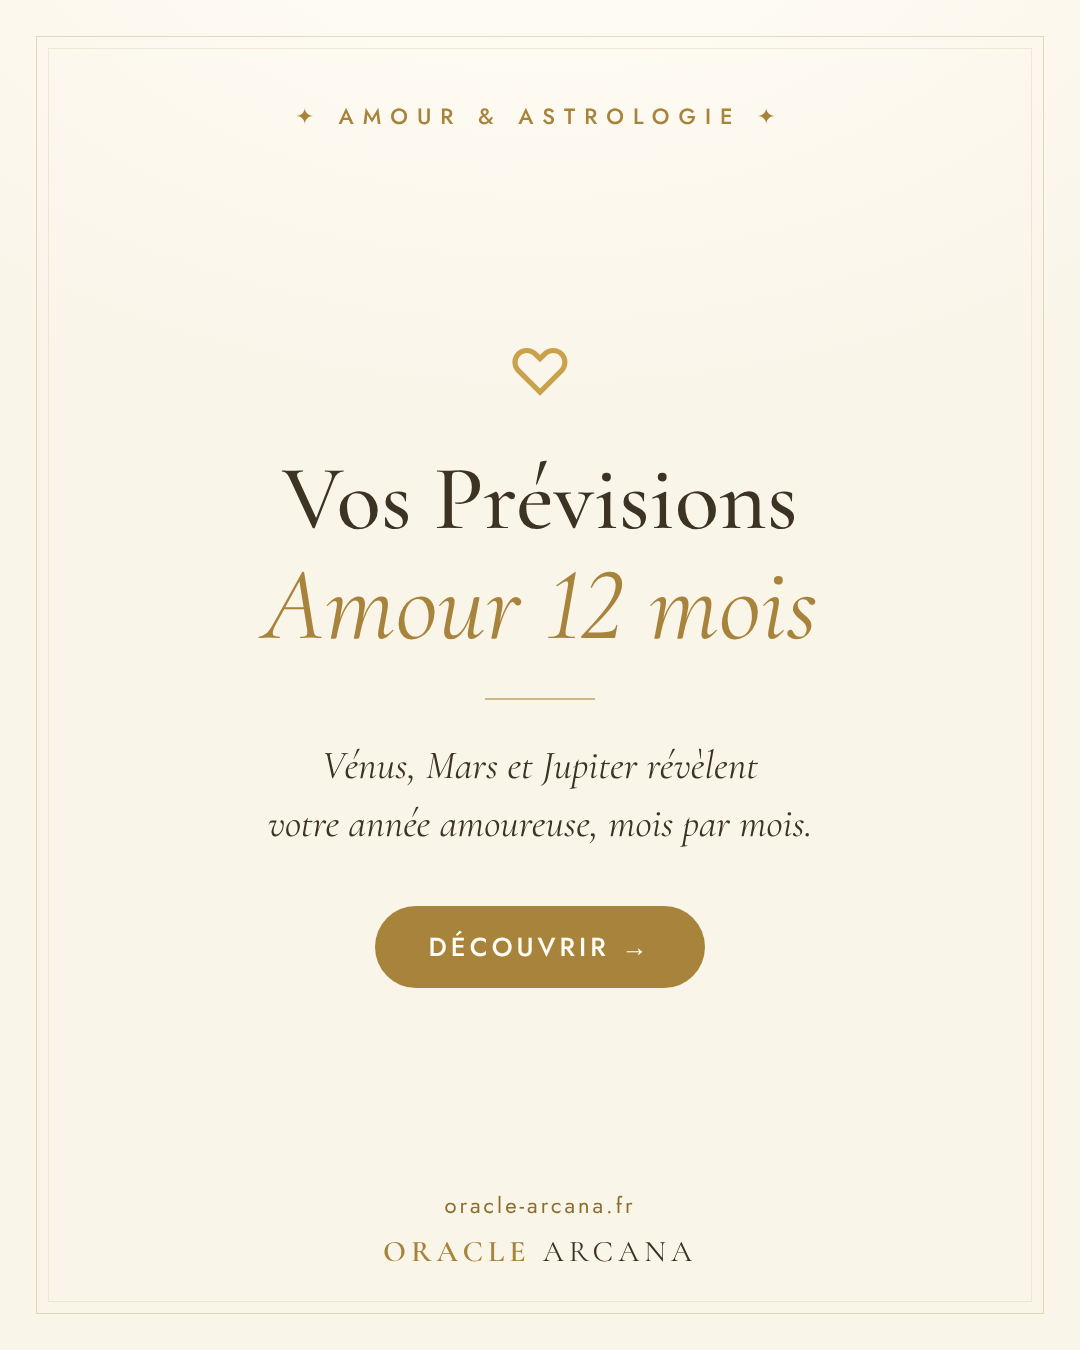 ✦ AMOUR & ASTROLOGIE ✦
Vos Prévisions
Amour 12 mois
Vénus, Mars et Jupiter révèlent
votre année amoureuse, mois par mois.
DÉCOUVRIR →
oracle-arcana.fr
ORACLE ARCANA